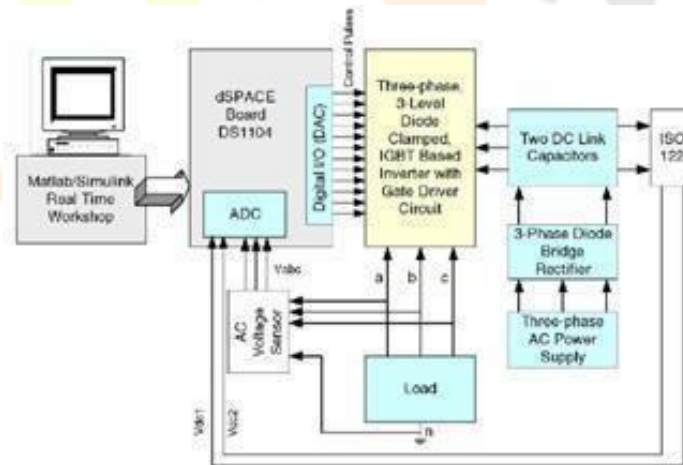 Matlab/Simulink
Real Time
Workshop
dSPACE
Board
DS1104
ADC
Digital I/O (DAC)
Control Pulses
Three-phase,
3-Level
Diode
Clamped,
IGBT Based
Inverter with
Gate Driver
Circuit
Two DC Link
Capacitors
ISO
122
3-Phase Diode
Bridge
Rectifier
Three-phase
AC Power
Supply
Vabc
AC
Voltage
Sensor
a
b
c
Load
n
Vdc1
Vdc2